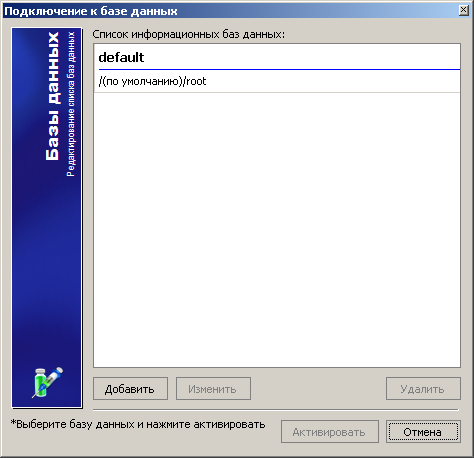 Подключение к базе данных
Базы данных
Редактирование списка баз данных
Список информационных баз данных:
default
/(по умолчанию)/root
Добавить
Изменить
Удалить
*Выберите базу данных и нажмите активировать
Активировать
Отмена